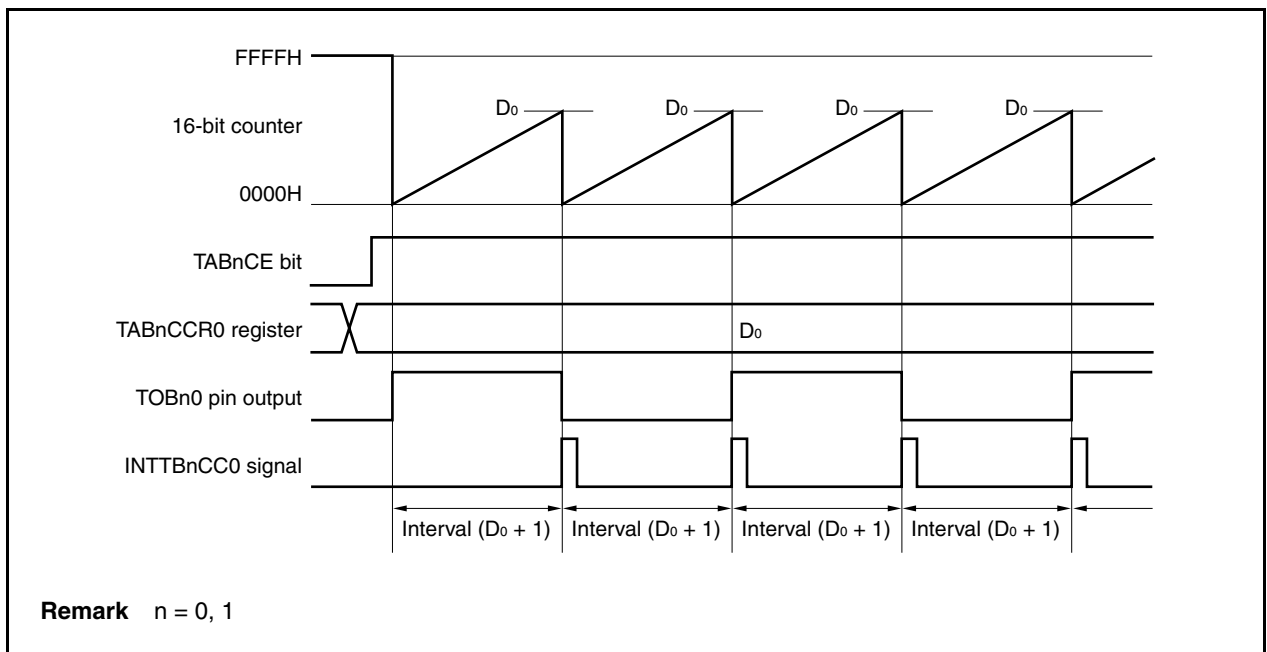 FFFFH
D0 D0 D0 D0
16-bit counter
0000H
TABnCE bit
TABnCCR0 register
D0
TOBn0 pin output
INTTBnCC0 signal
Interval (D0 + 1) Interval (D0 + 1) Interval (D0 + 1) Interval (D0 + 1)
Remark n = 0, 1